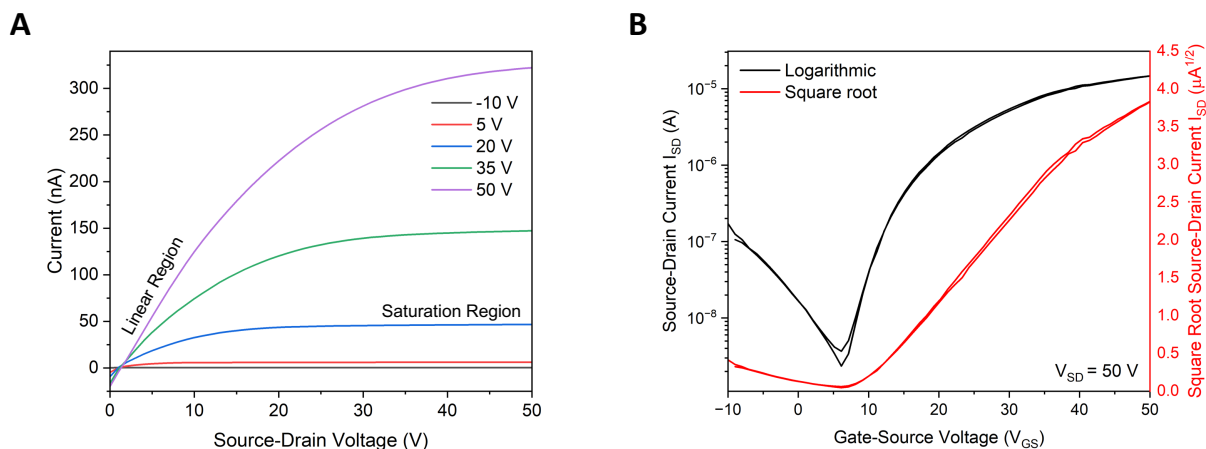 A
Current (nA)
300
250
200
150
100
50
0
-10 V
5 V
20 V
35 V
50 V
Linear Region
Saturation Region
0 10 20 30 40 50
Source-Drain Voltage (V)
B
Source-Drain Current I_SD (A)
10⁻⁵
10⁻⁶
10⁻⁷
10⁻⁸
Logarithmic
Square root
V_SD = 50 V
−10 0 10 20 30 40 50
Gate-Source Voltage (V_GS)
4.5
4.0
3.5
3.0
2.5
2.0
1.5
1.0
0.5
0.0
Square Root Source-Drain Current I_SD (μA^1/2)